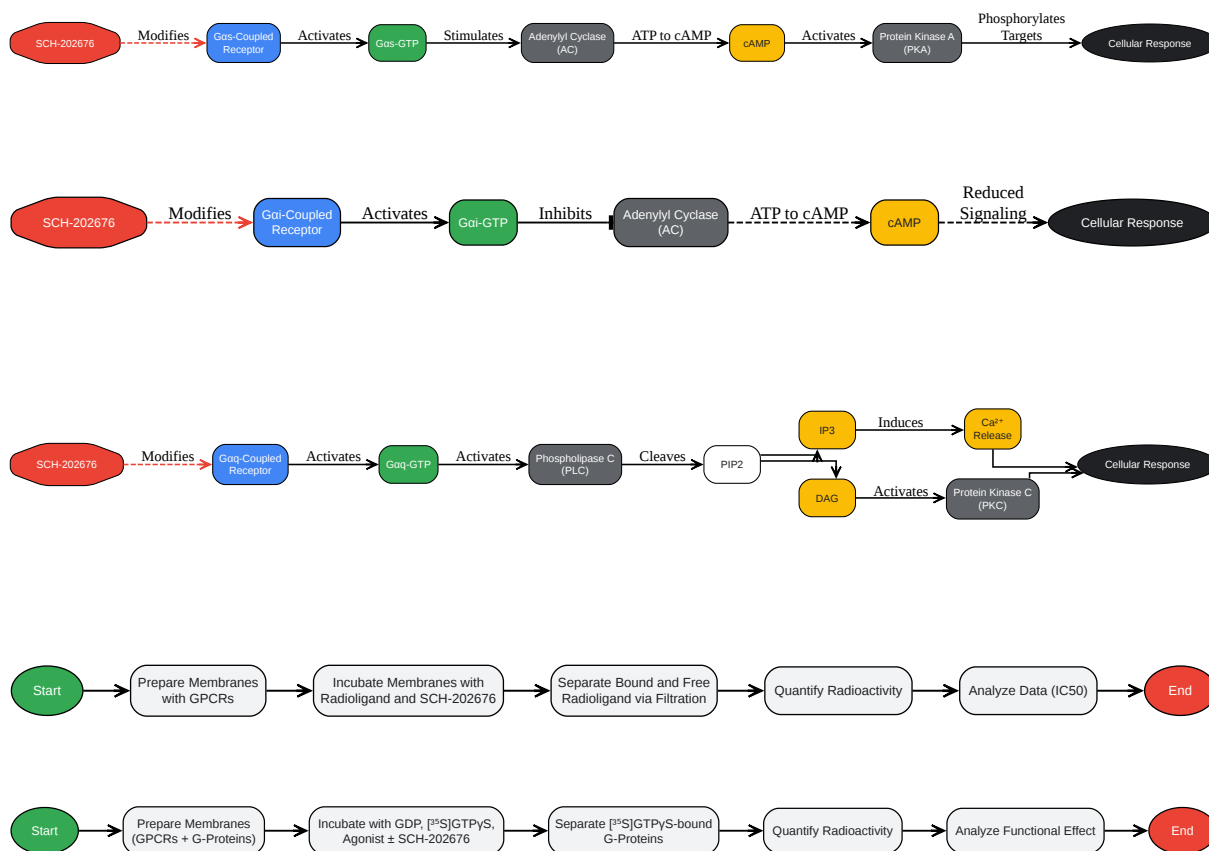 SCH-202676
Modifies
Gαs-Coupled
Receptor
Activates
Gαs-GTP
Stimulates
Adenylyl Cyclase
(AC)
ATP to cAMP
cAMP
Activates
Protein Kinase A
(PKA)
Phosphorylates
Targets
Cellular Response
SCH-202676
Modifies
Gαi-Coupled
Receptor
Activates
Gαi-GTP
Inhibits
Adenylyl Cyclase
(AC)
ATP to cAMP
cAMP
Reduced
Signaling
Cellular Response
SCH-202676
Modifies
Gαq-Coupled
Receptor
Activates
Gαq-GTP
Activates
Phospholipase C
(PLC)
Cleaves
PIP2
IP3
Induces
Ca²⁺
Release
DAG
Activates
Protein Kinase C
(PKC)
Cellular Response
Start
Prepare Membranes
with GPCRs
Incubate Membranes with
Radioligand and SCH-202676
Separate Bound and Free
Radioligand via Filtration
Quantify Radioactivity
Analyze Data (IC50)
End
Start
Prepare Membranes
(GPCRs + G-Proteins)
Incubate with GDP, [³⁵S]GTPγS,
Agonist ± SCH-202676
Separate [³⁵S]GTPγS-bound
G-Proteins
Quantify Radioactivity
Analyze Functional Effect
End